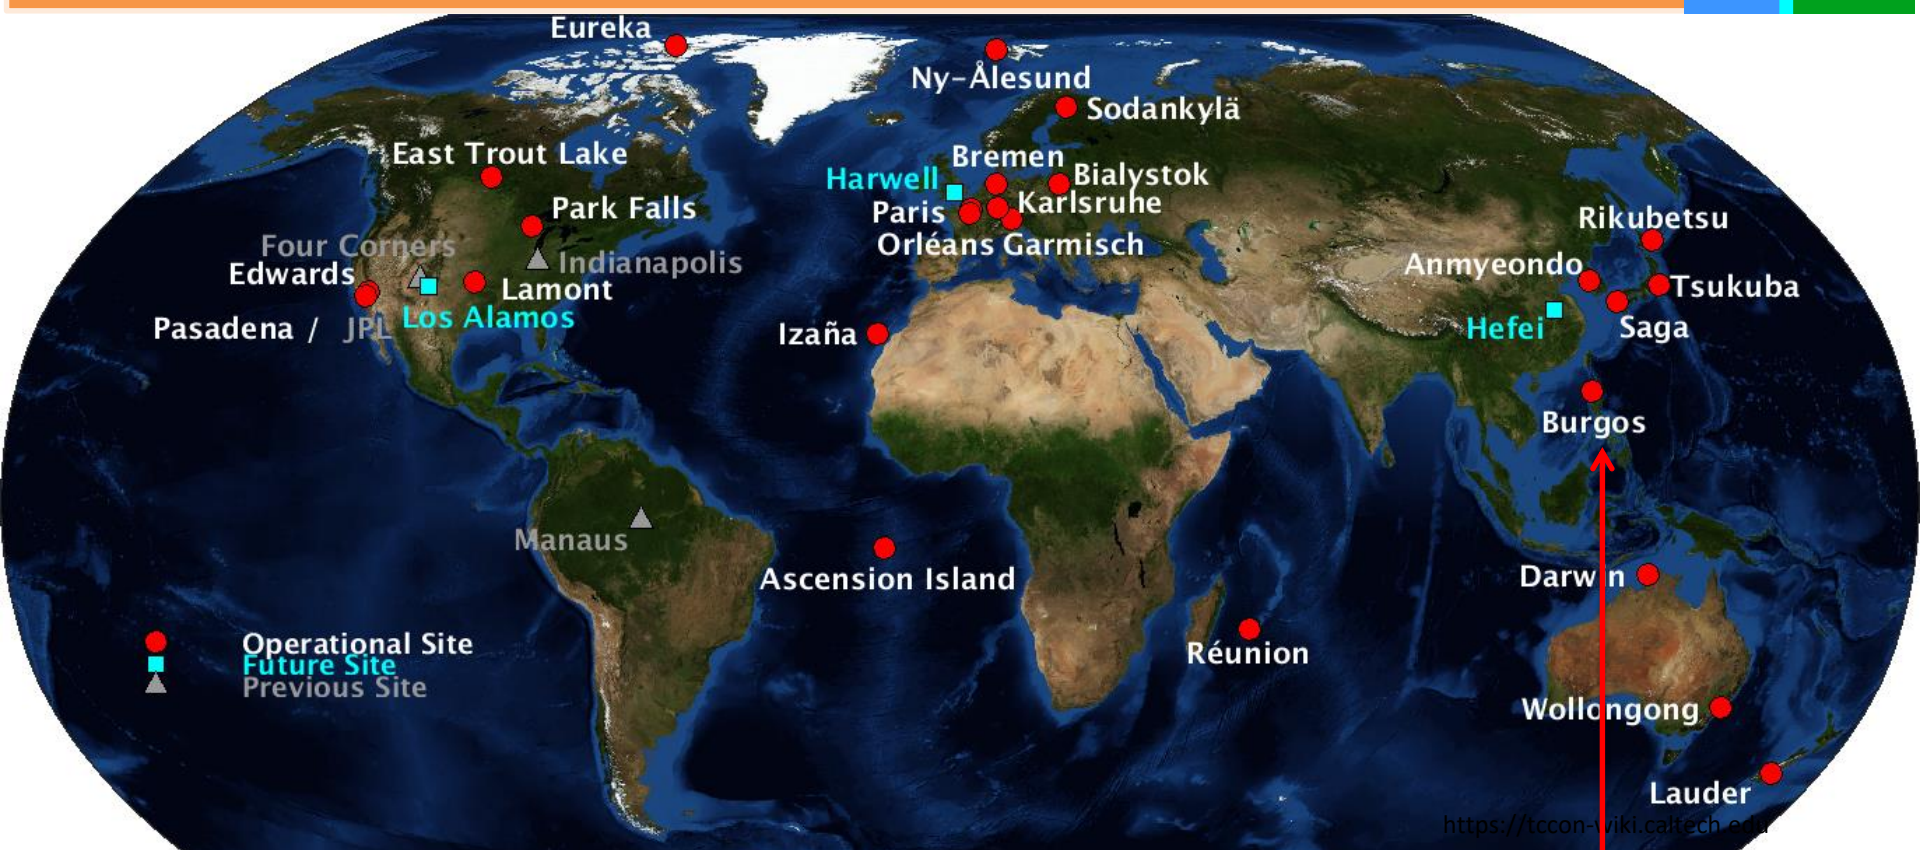 Eureka
Ny-Ålesund
Sodankylä
East Trout Lake
Bremen
Harwell
Bialystok
Park Falls
Paris
Karlsruhe
Rikubetsu
Four Corners
Orléans Garmisch
Indianapolis
Anmyeondo
Edwards
Lamont
Tsukuba
Pasadena / JPL
Los Alamos
Izaña
Hefei
Saga
Burgos
Manaus
Ascension Island
Darwin
Operational Site
Future Site
Previous Site
Réunion
Wollongong
Lauder
https://tccon-wiki.caltech.edu